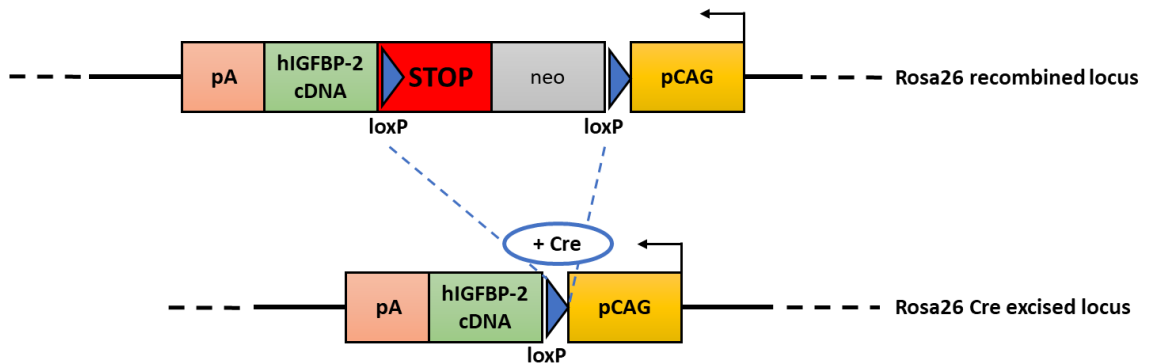 pA
hIGFBP-2
cDNA
STOP
neo
pCAG
Rosa26 recombined locus
loxP
loxP
+ Cre
pA
hIGFBP-2
cDNA
pCAG
Rosa26 Cre excised locus
loxP